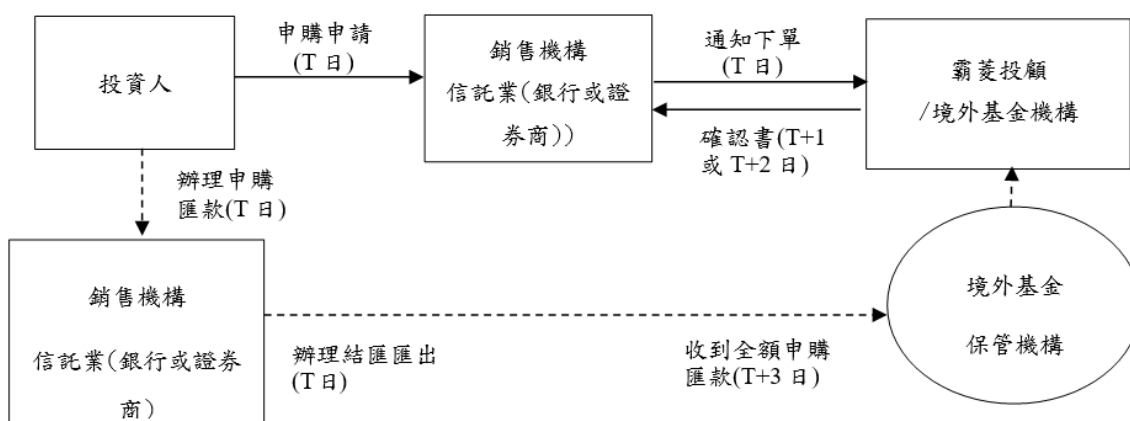 投資人
申購申請
(T 日)
銷售機構
信託業(銀行或證
券商))
通知下單
(T 日)
確認書(T+1
或 T+2 日)
霸菱投顧
/境外基金機構
辦理申購
匯款(T 日)
銷售機構
信託業(銀行或證券
商)
辦理結匯匯出
(T日)
收到全額申購
匯款(T+3 日)
境外基金
保管機構